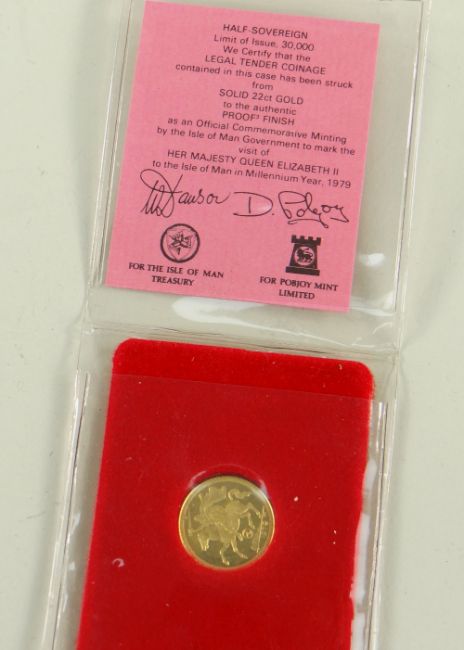 HALF-SOVEREIGN
Limit of Issue, 30,000
We Certify that the
LEGAL TENDER COINAGE
contained in this case has been struck
from
SOLID 22ct GOLD
to the authentic
PROOF³ FINISH
as an Official Commemorative Minting
by the Isle of Man Government to mark the
visit of
HER MAJESTY QUEEN ELIZABETH II
to the Isle of Man in Millennium Year, 1979
D. Pobjoy
FOR THE ISLE OF MAN
TREASURY
FOR POBJOY MINT
LIMITED